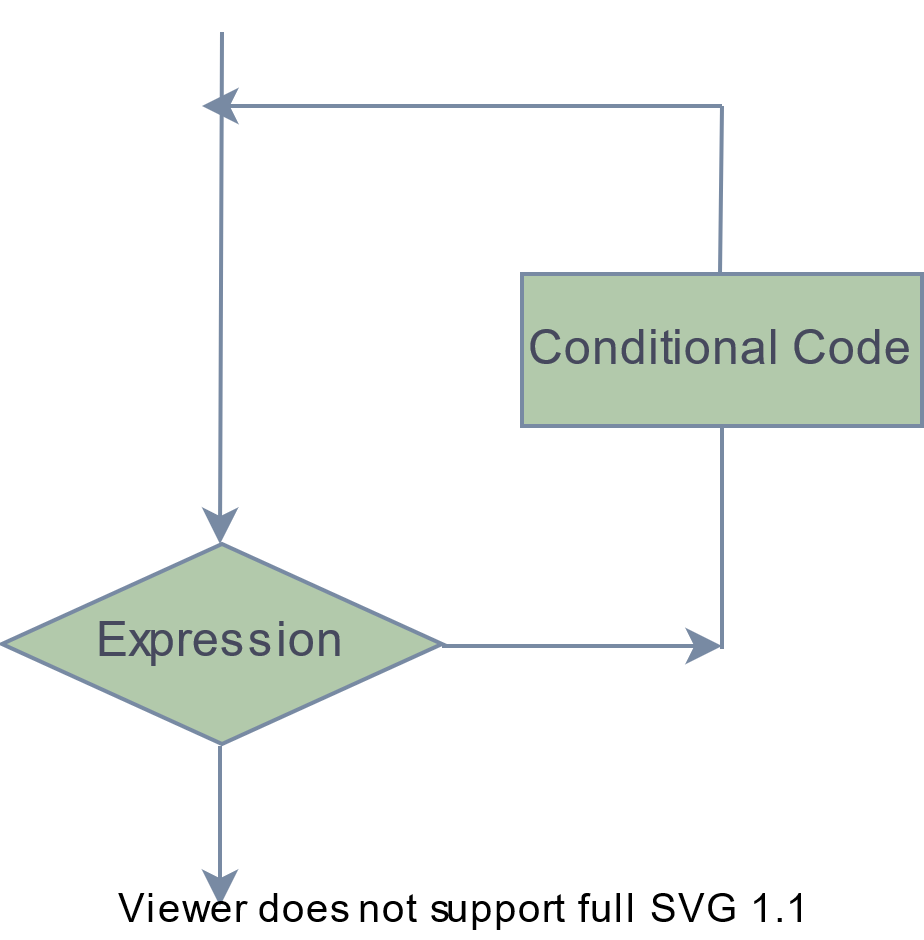 Conditional Code
Expression
Viewer does not support full SVG 1.1